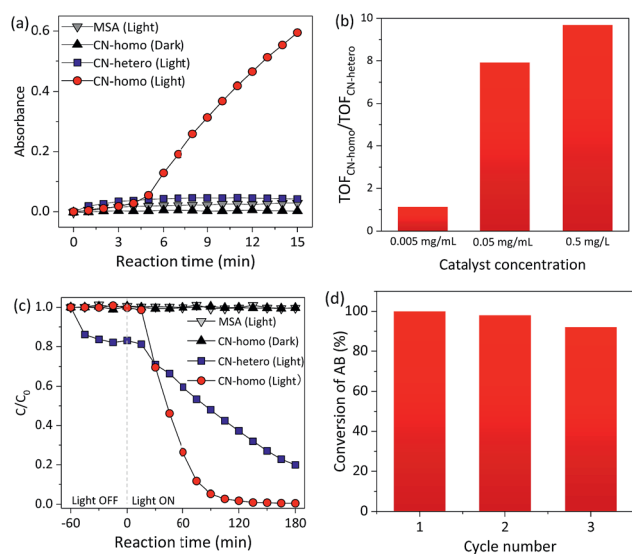 (a)
MSA (Light)
CN-homo (Dark)
CN-hetero (Light)
CN-homo (Light)
Absorbance
0.6
0.4
0.2
0.0
0 3 6 9 12 15
Reaction time (min)
(b)
TOF CN-homo/TOF CN-hetero
10
8
6
4
2
0
0.005 mg/mL 0.05 mg/mL 0.5 mg/L
Catalyst concentration
(c)
MSA (Light)
CN-homo (Dark)
CN-hetero (Light)
CN-homo (Light)
C/C0
1.0
0.8
0.6
0.4
0.2
0.0
Light OFF Light ON
-60 0 60 120 180
Reaction time (min)
(d)
Conversion of AB (%)
100
80
60
40
20
0
1 2 3
Cycle number